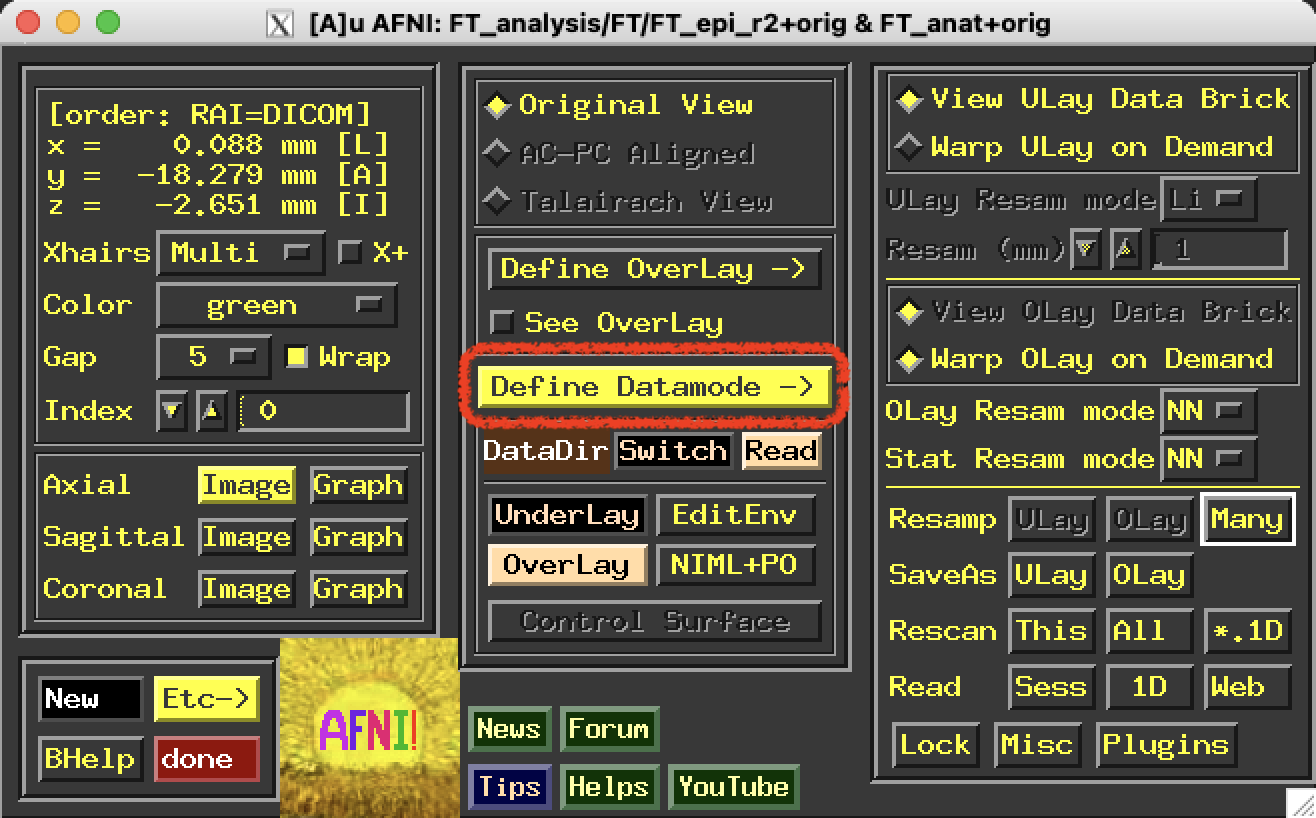 [A]u AFNI: FT_analysis/FT/FT_epi_r2+orig & FT_anat+orig
[order: RAI=DICOM]
x = 0.088 mm [L]
y = -18.279 mm [A]
z = -2.651 mm [I]
Xhairs Multi X+
Color green
Gap 5 Wrap
Index 0
Axial Image Graph
Sagittal Image Graph
Coronal Image Graph
New Etc->
BHelp done
AFNI!
Original View
AC-PC Aligned
Talairach View
Define OverLay ->
See OverLay
Define Datamode ->
DataDir Switch Read
UnderLay EditEnv
OverLay NIML+PO
Control Surface
News Forum
Tips Helps YouTube
View ULay Data Brick
Warp ULay on Demand
ULay Resam mode Li
Resam (mm) 1
View OLay Data Brick
Warp OLay on Demand
OLay Resam mode NN
Stat Resam mode NN
Resamp ULay OLay Many
SaveAs ULay OLay
Rescan This All *.1D
Read Sess 1D Web
Lock Misc Plugins